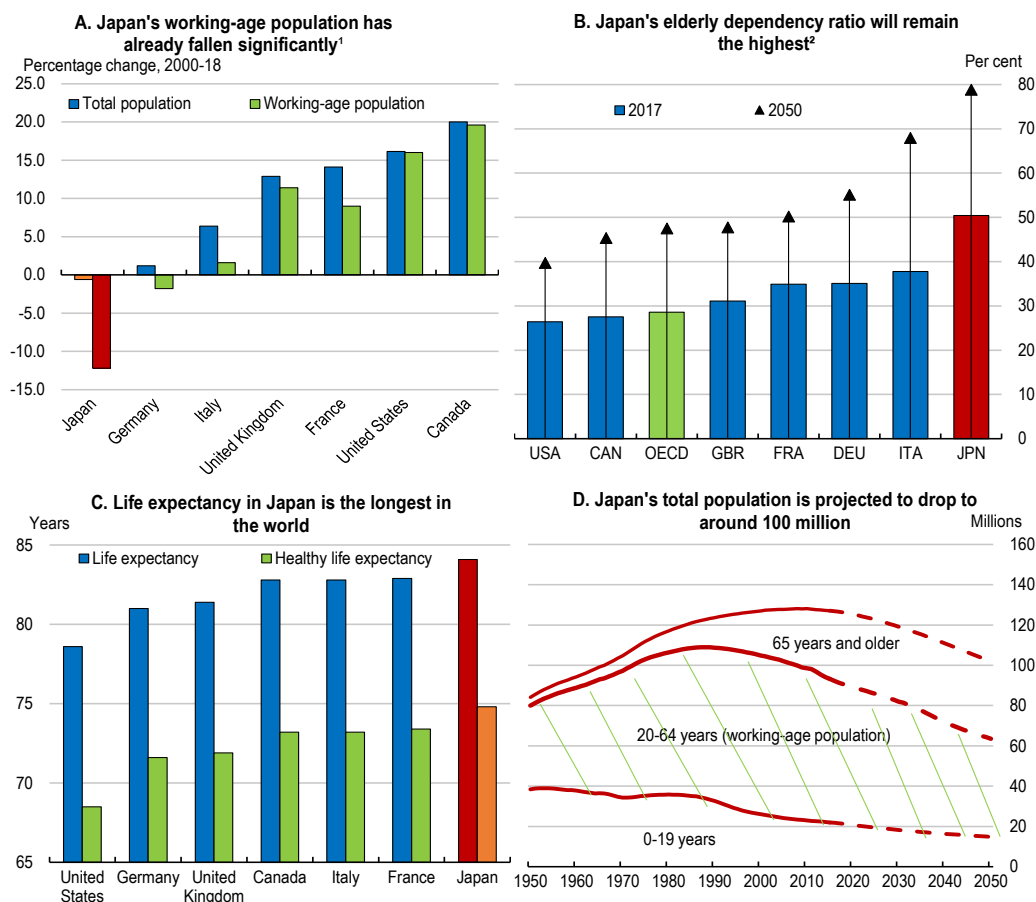 A. Japan's working-age population has
already fallen significantly¹
Percentage change, 2000-18
25.0
20.0
15.0
10.0
5.0
0.0
-5.0
-10.0
-15.0
Total population
Working-age population
Japan
Germany
Italy
United Kingdom
France
United States
Canada
B. Japan's elderly dependency ratio will remain
the highest²
Per cent
80
70
60
50
40
30
20
10
0
2017
2050
USA
CAN
OECD
GBR
FRA
DEU
ITA
JPN
C. Life expectancy in Japan is the longest in
the world
Years
85
80
75
70
65
Life expectancy
Healthy life expectancy
United
States
Germany
United
Kingdom
Canada
Italy
France
Japan
D. Japan's total population is projected to drop to
around 100 million
Millions
160
140
120
100
80
60
40
20
0
65 years and older
20-64 years (working-age population)
0-19 years
1950
1960
1970
1980
1990
2000
2010
2020
2030
2040
2050